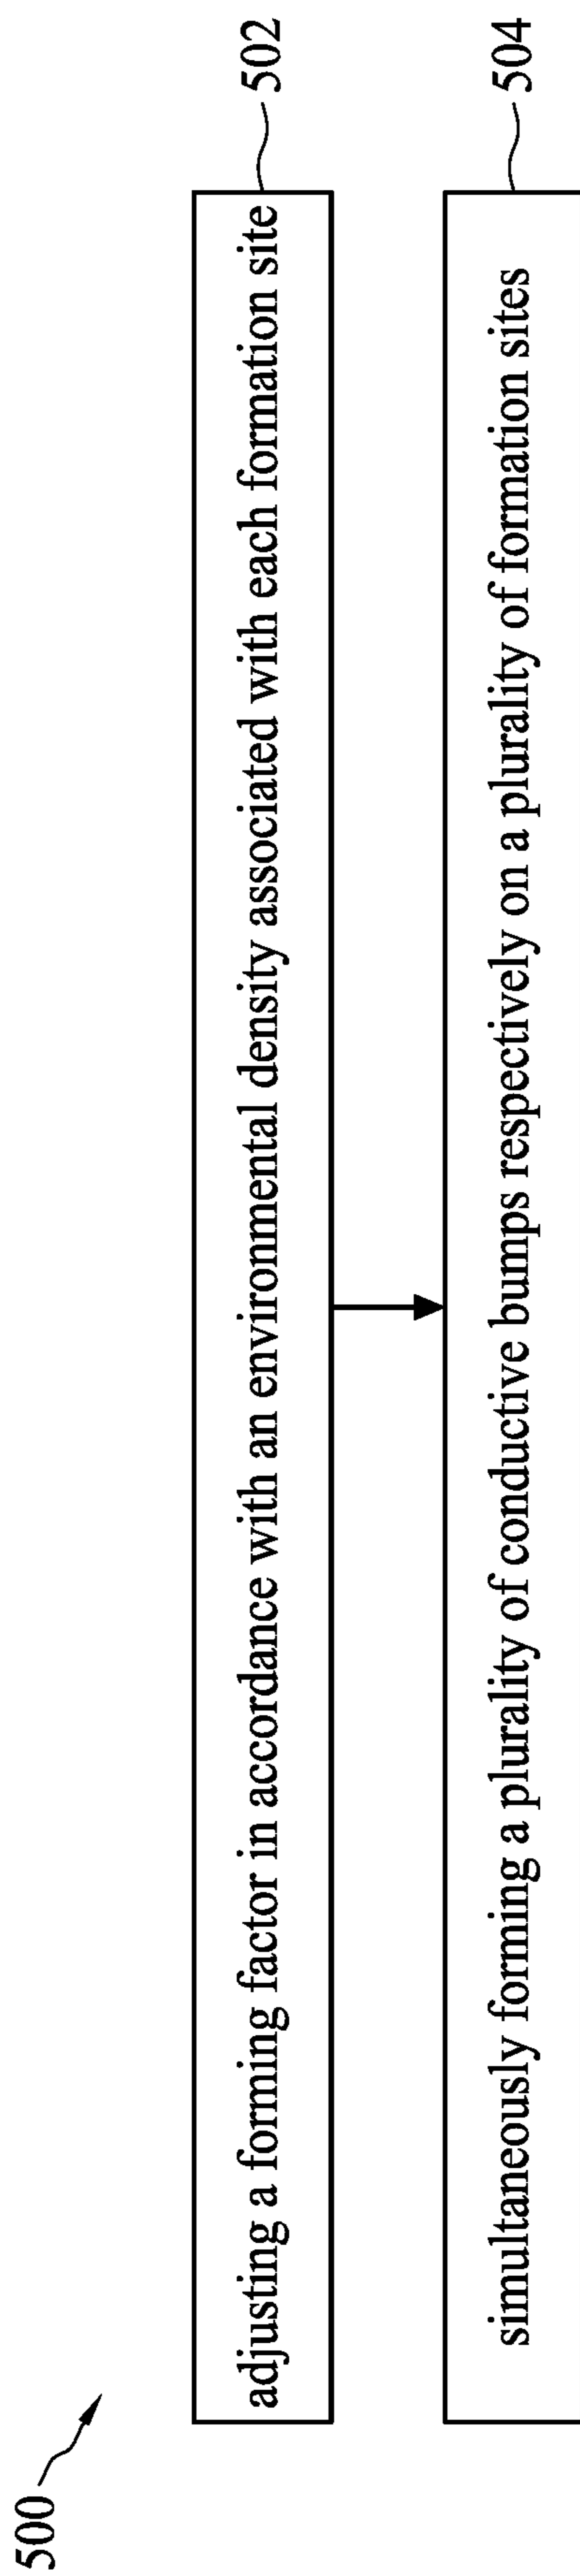 500
adjusting a forming factor in accordance with an environmental density associated with each formation site
502
simultaneously forming a plurality of conductive bumps respectively on a plurality of formation sites
504